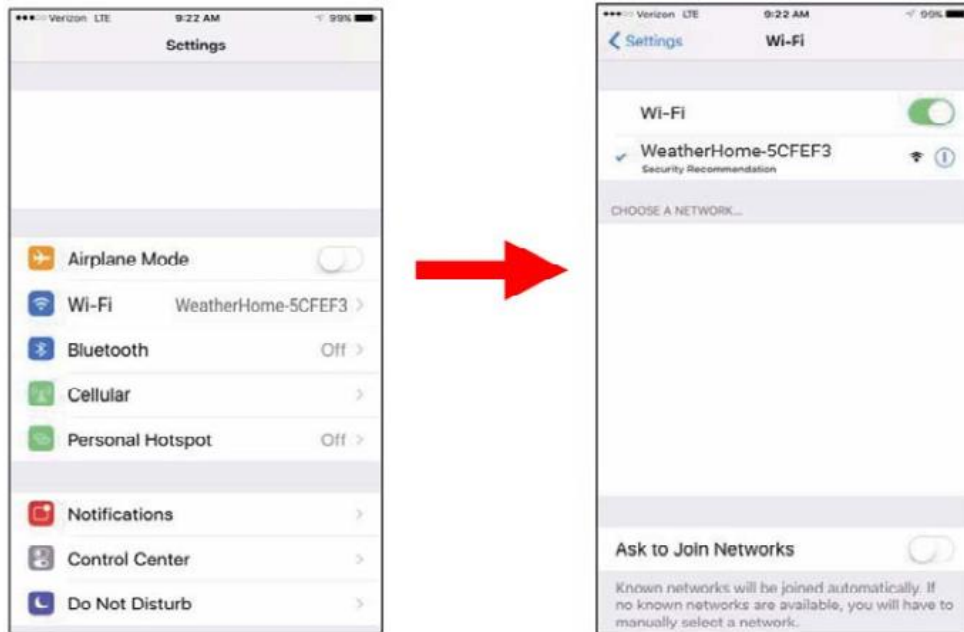 Verizon LTE 9:22 AM 99%
Settings
Airplane Mode
Wi-Fi WeatherHome-5CFEF3
Bluetooth Off
Cellular
Personal Hotspot Off
Notifications
Control Center
Do Not Disturb
Verizon LTE 9:22 AM 99%
Settings Wi-Fi
Wi-Fi
WeatherHome-5CFEF3
Security Recommendation
CHOOSE A NETWORK...
Ask to Join Networks
Known networks will be joined automatically. If
no known networks are available, you will have to
manually select a network.